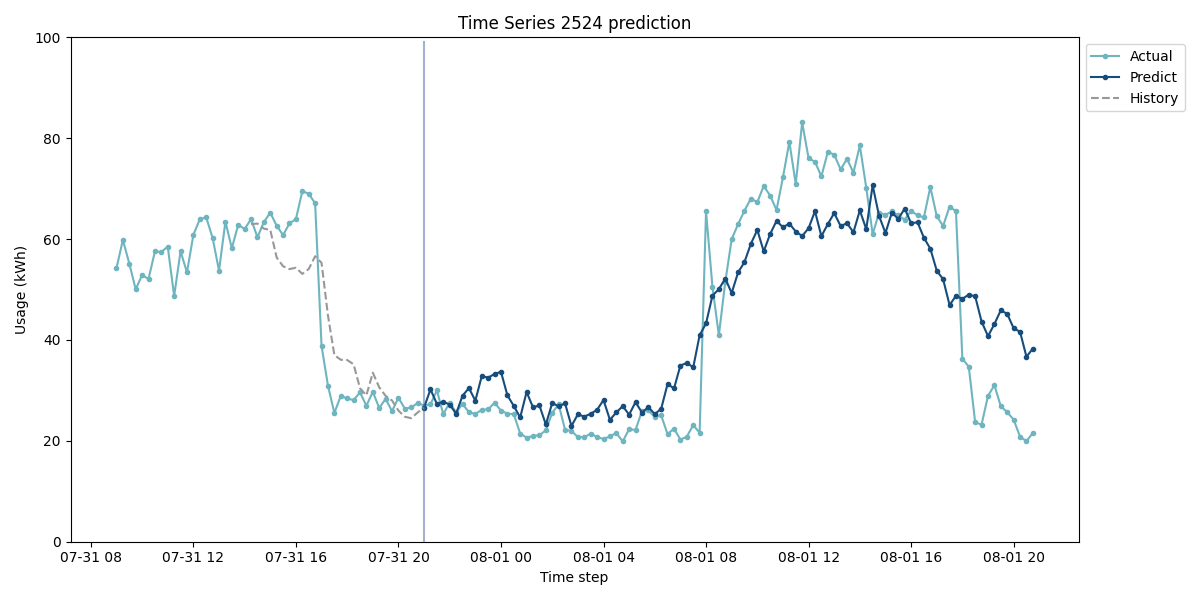 Time Series 2524 prediction
Usage (kWh)
100
80
60
40
20
0
07-31 08
07-31 12
07-31 16
07-31 20
08-01 00
08-01 04
08-01 08
08-01 12
08-01 16
08-01 20
Time step
Actual
Predict
History